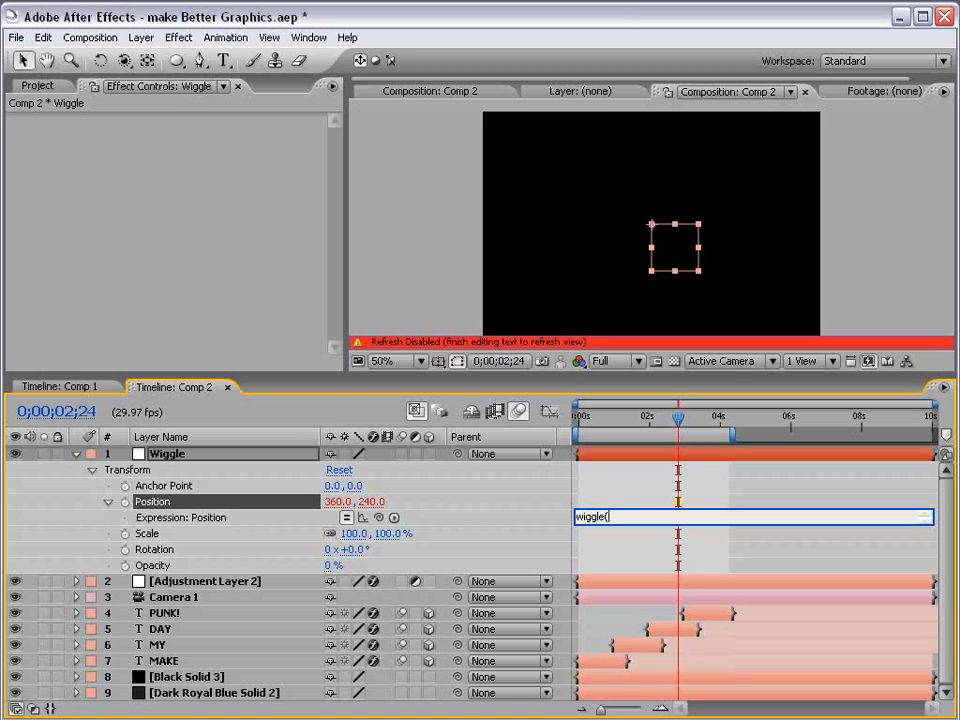 Adobe After Effects - make Better Graphics.aep *
File Edit Composition Layer Effect Animation View Window Help
Workspace: Standard
Project Effect Controls: Wiggle
Composition: Comp 2 Layer: (none) Composition: Comp 2 Footage: (none)
Comp 2 * Wiggle
Refresh Disabled (finish editing text to refresh view)
50% 0;00;02;24 Full Active Camera 1 View
Timeline: Comp 1 Timeline: Comp 2
0;00;02;24 (29.97 fps)
:00s 02s 04s 06s 08s 10s
# Layer Name Parent
1 Wiggle None
Transform Reset
Anchor Point 0.0, 0.0
Position 360.0, 240.0
Expression: Position wiggle(
Scale 100.0, 100.0%
Rotation 0 x +0.0°
Opacity 0%
2 [Adjustment Layer 2] None
3 Camera 1 None
4 T PUNK! None
5 T DAY None
6 T MY None
7 T MAKE None
8 [Black Solid 3] None
9 [Dark Royal Blue Solid 2] None